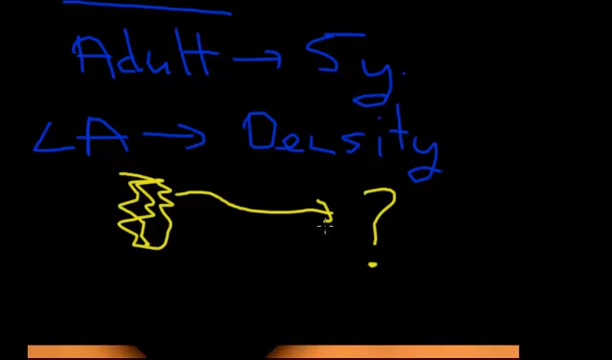 Adult → 5y.
LA → Density
?